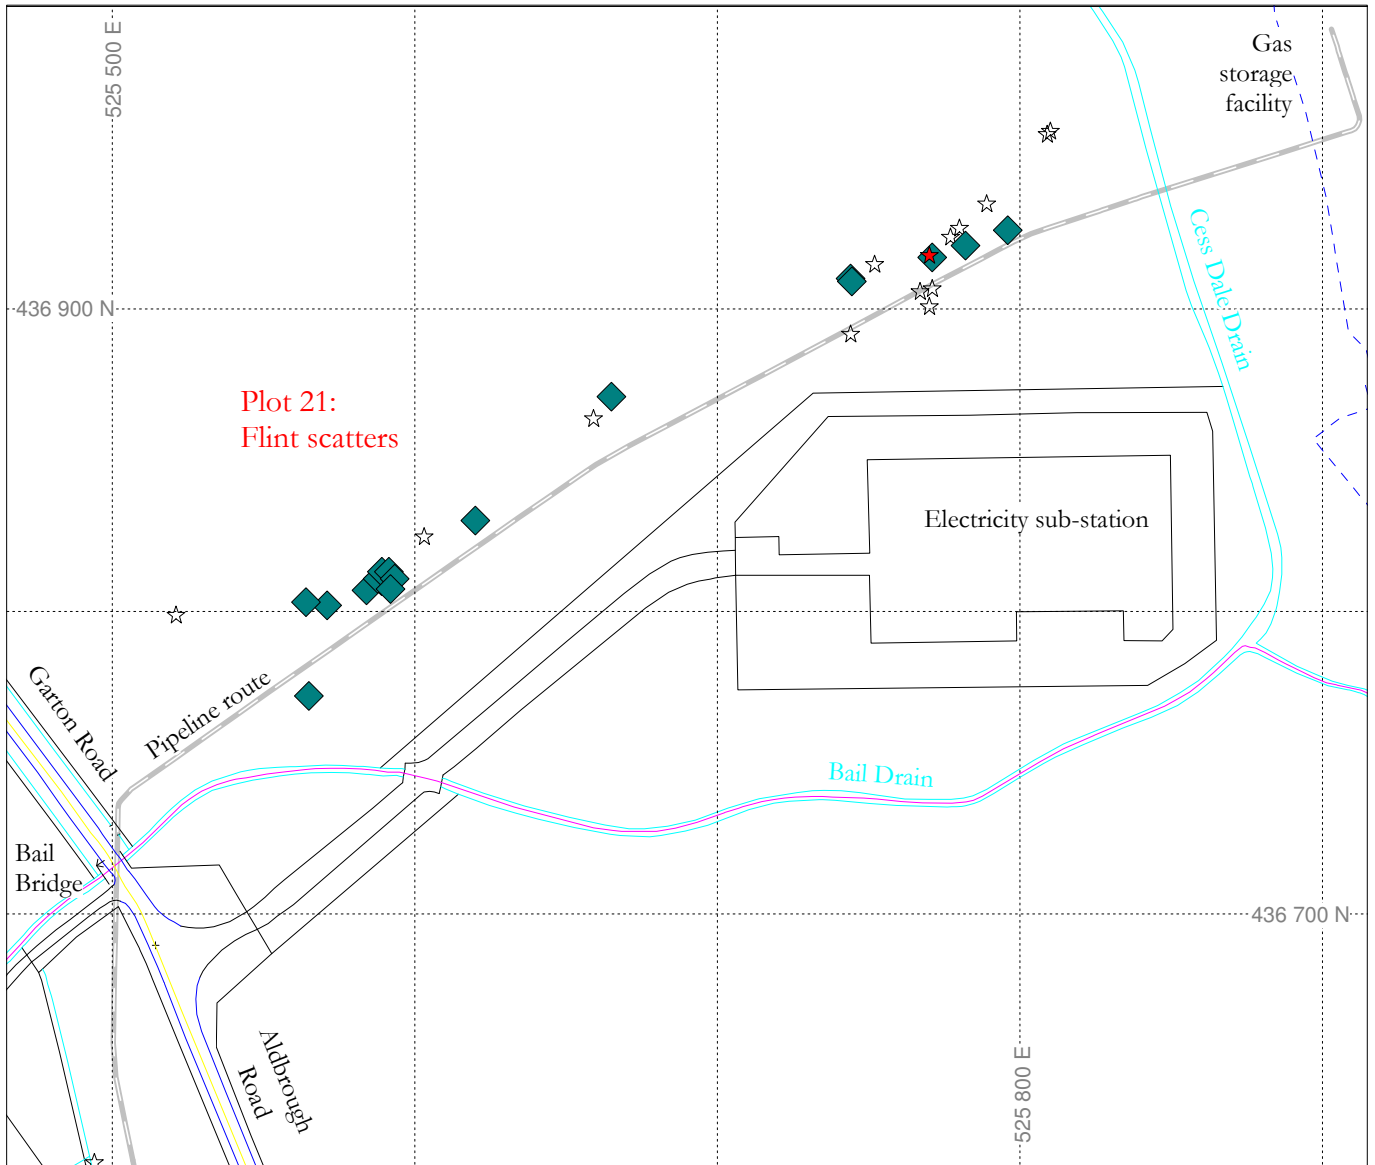 525 500 E
Gas
storage
facility
Cess Dale Drain
436 900 N
Plot 21:
Flint scatters
Electricity sub-station
Garton Road
Pipeline route
Bail Drain
Bail
Bridge
436 700 N
Aldbrough
Road
525 800 E